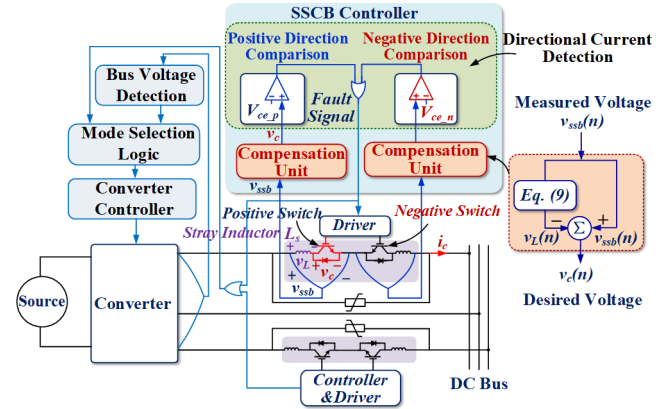 SSCB Controller
Positive Direction
Comparison
Negative Direction
Comparison
Directional Current
Detection
Bus Voltage
Detection
− +
V_ce_p
Fault
Signal
+ −
V_ce_n
v_c
Mode Selection
Logic
Compensation
Unit
Compensation
Unit
v_ssb
Converter
Controller
Measured Voltage
v_ssb(n)
Eq. (9)
− +
Σ
v_L(n)
v_ssb(n)
v_c(n)
Desired Voltage
Positive Switch
Driver
Negative Switch
Stray Inductor L_s
+ − −
v_L + v_c
i_c
+ −
v_ssb
Source
Converter
Controller
&Driver
DC Bus